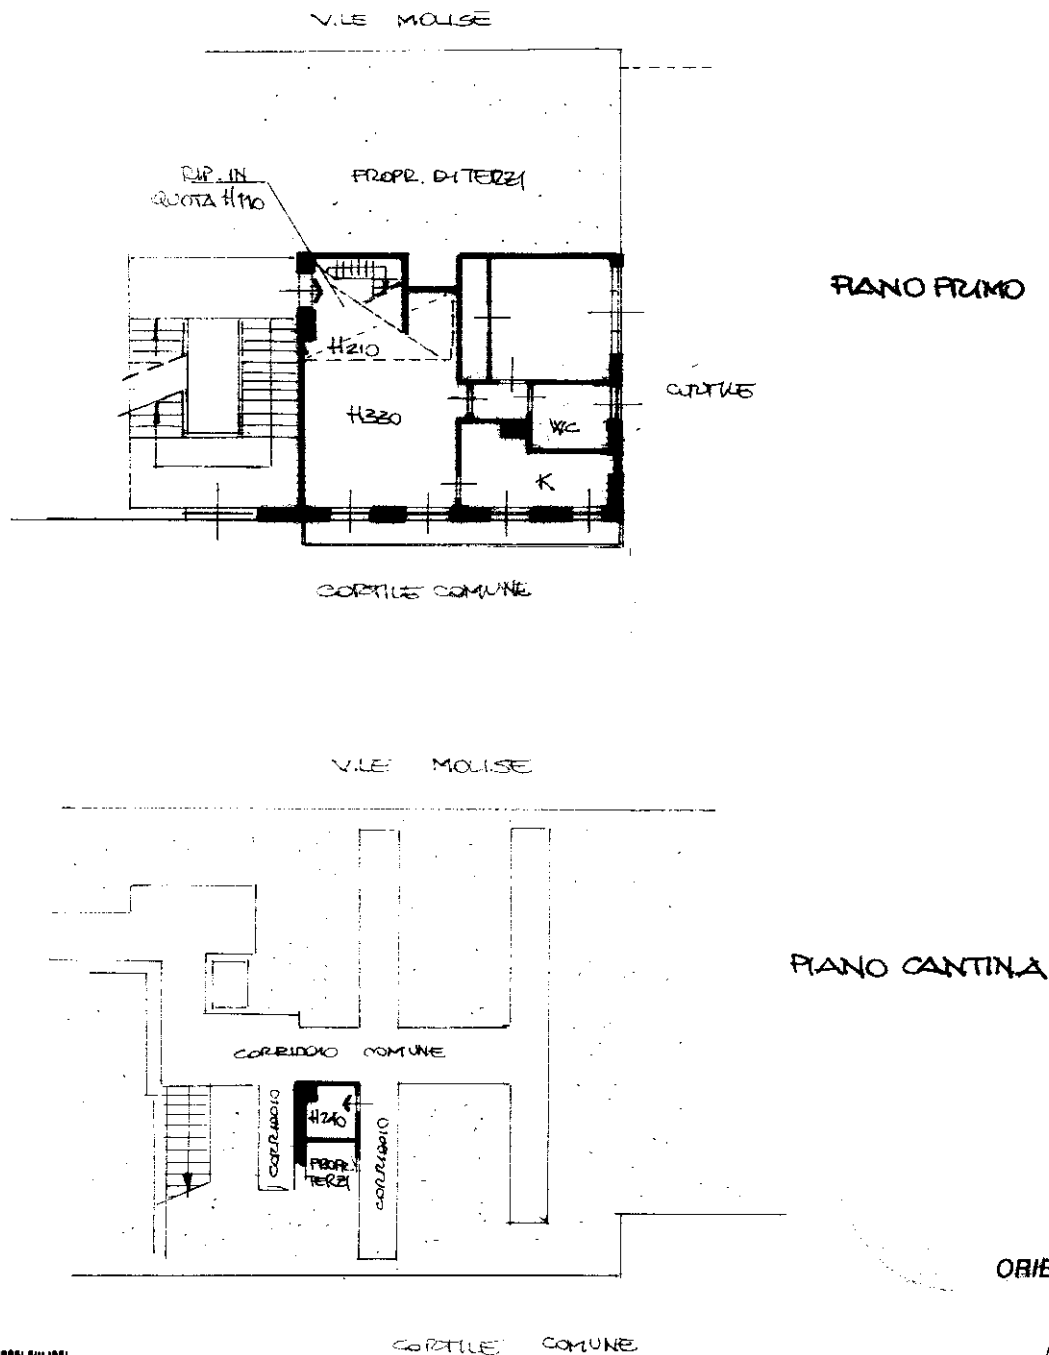 V.LE MOLISE
RIP. IN
QUOTA H110
PROPR. DI TERZI
PIANO PRIMO
H210
CORTILE
H330
WC
K
CORTILE COMUNE
V.LE MOLISE
PIANO CANTINA
CORRIDOIO COMUNE
CORRIDOIO
H240
PROPR.
TERZI
CORRIDOIO
ORIE
CORTILE COMUNE